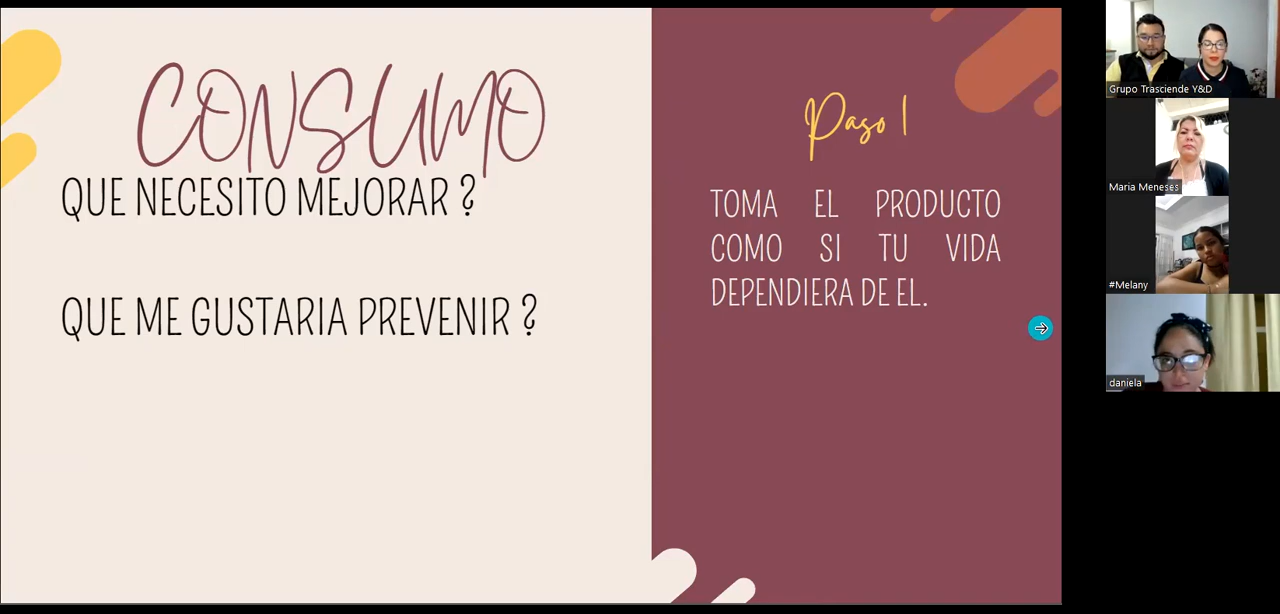 CONSUMO
QUE NECESITO MEJORAR ?
QUE ME GUSTARIA PREVENIR ?
Paso 1
TOMA EL PRODUCTO
COMO SI TU VIDA
DEPENDIERA DE EL.
Grupo Trasciende Y&D
Maria Meneses
#Melany
daniela